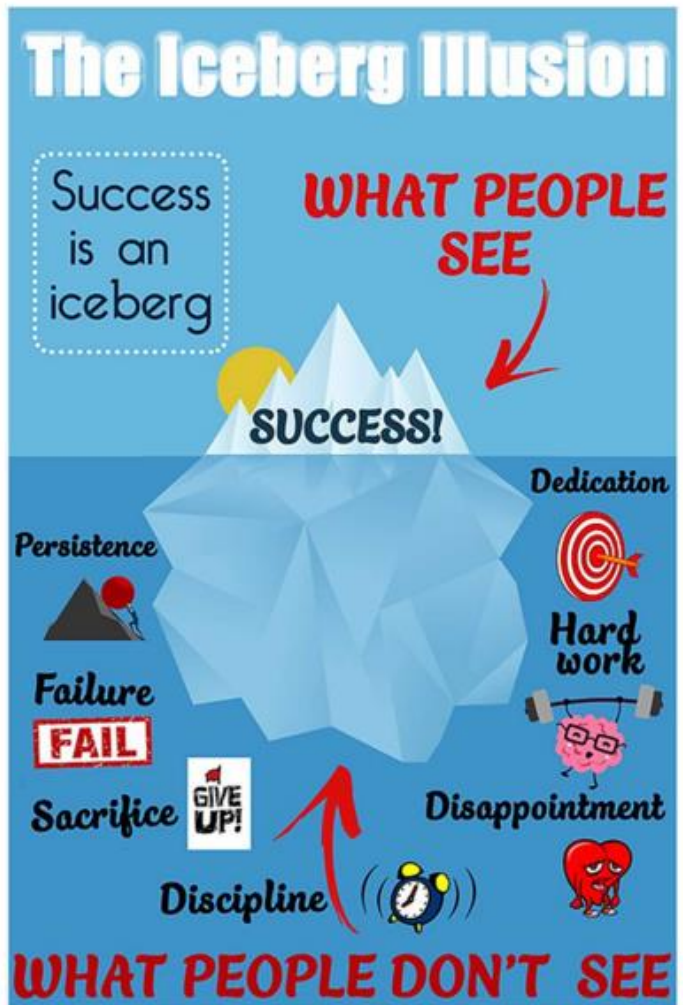 The Iceberg Illusion
Success
is an
iceberg
WHAT PEOPLE
SEE
SUCCESS!
Dedication
Persistence
Hard
work
Failure
FAIL
Sacrifice
GIVE
UP!
Disappointment
Discipline
WHAT PEOPLE DON'T SEE